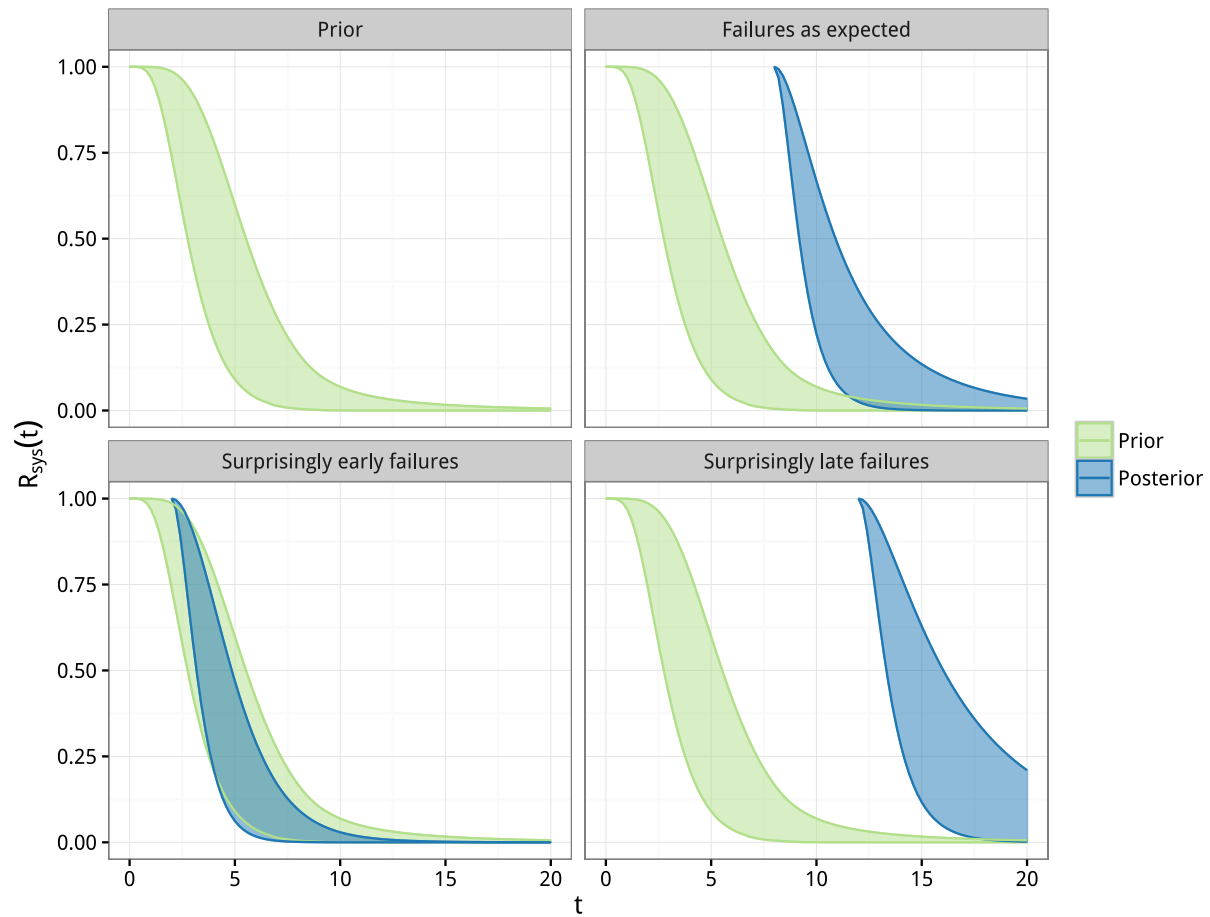 Prior
Failures as expected
1.00
0.75
0.50
0.25
0.00
Surprisingly early failures
Surprisingly late failures
1.00
0.75
0.50
0.25
0.00
0 5 10 15 20
0 5 10 15 20
t
Rsys(t)
Prior
Posterior